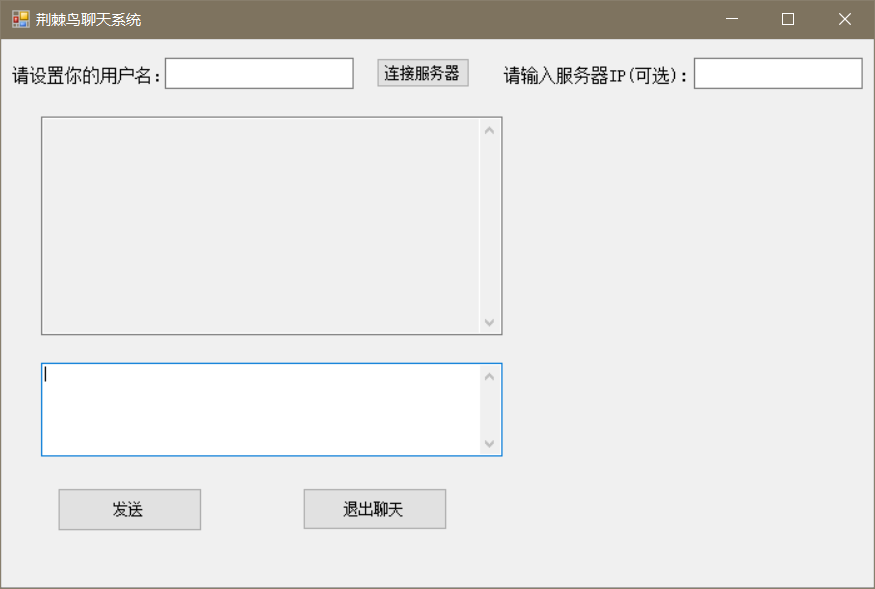 荆棘鸟聊天系统
请设置你的用户名:
连接服务器
请输入服务器IP(可选):
发送
退出聊天